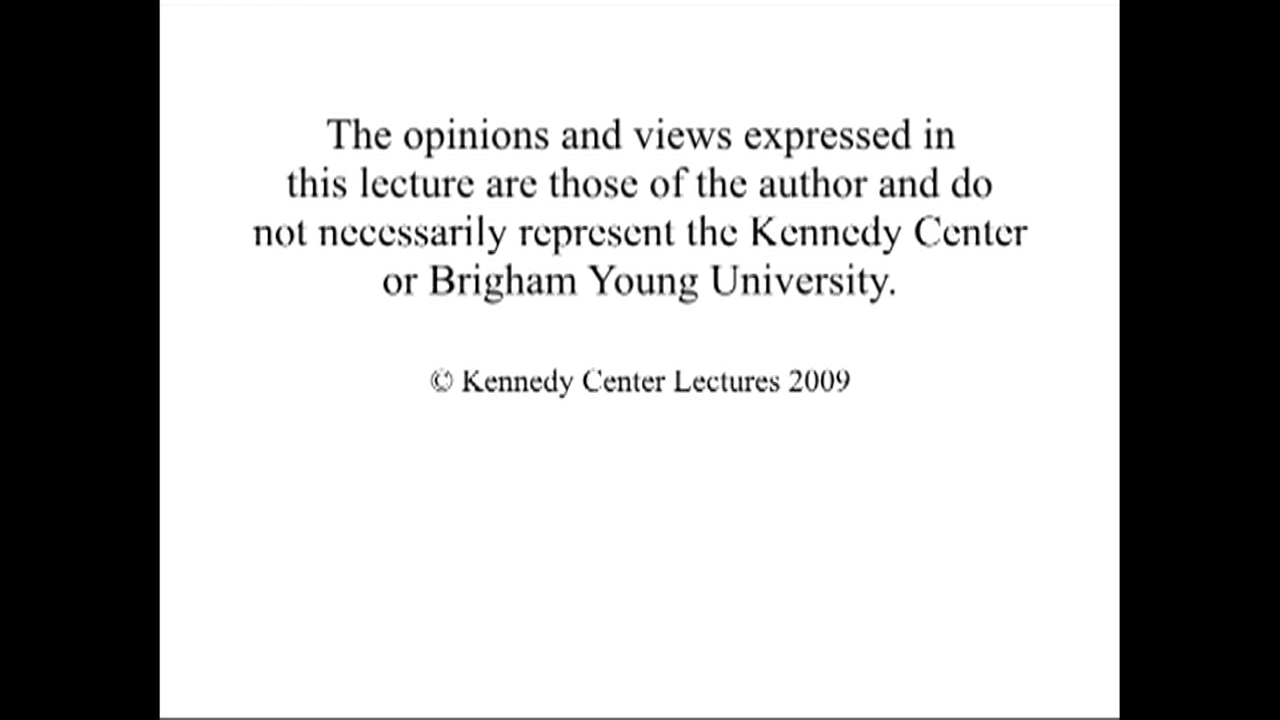 The opinions and views expressed in
this lecture are those of the author and do
not necessarily represent the Kennedy Center
or Brigham Young University.
© Kennedy Center Lectures 2009